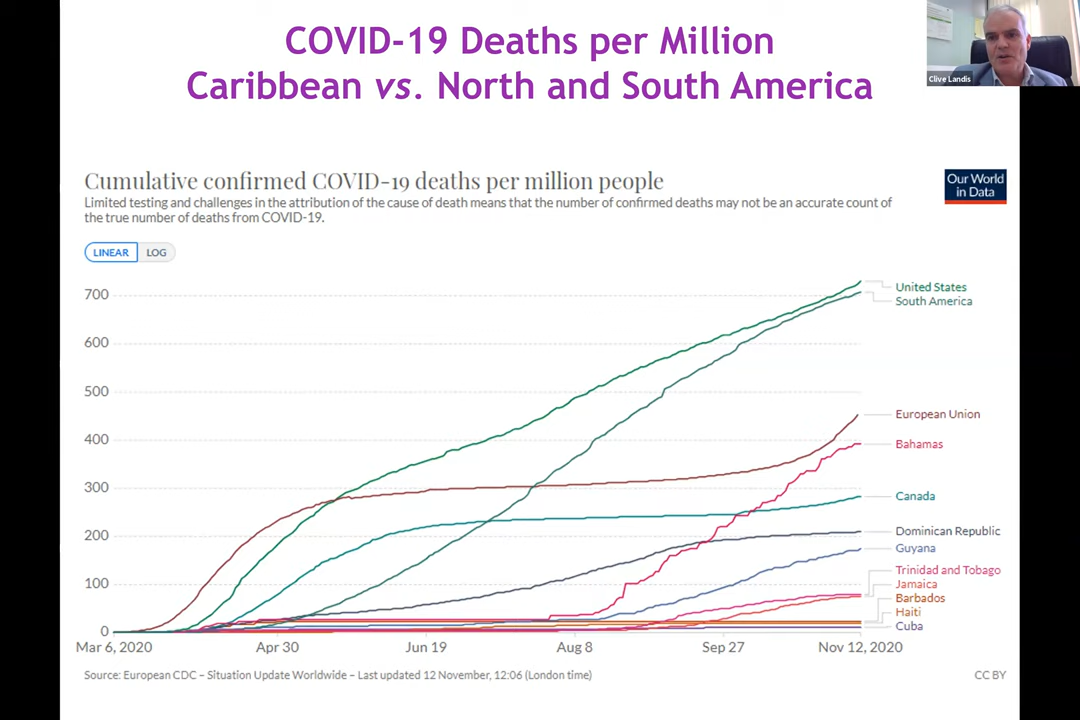 COVID-19 Deaths per Million
Caribbean vs. North and South America
Clive Landis
Cumulative confirmed COVID-19 deaths per million people
Limited testing and challenges in the attribution of the cause of death means that the number of confirmed deaths may not be an accurate count of
the true number of deaths from COVID-19.
Our World
in Data
LINEAR LOG
700
600
500
400
300
200
100
0
United States
South America
European Union
Bahamas
Canada
Dominican Republic
Guyana
Trinidad and Tobago
Jamaica
Barbados
Haiti
Cuba
Mar 6, 2020 Apr 30 Jun 19 Aug 8 Sep 27 Nov 12, 2020
Source: European CDC – Situation Update Worldwide – Last updated 12 November, 12:06 (London time)
CC BY